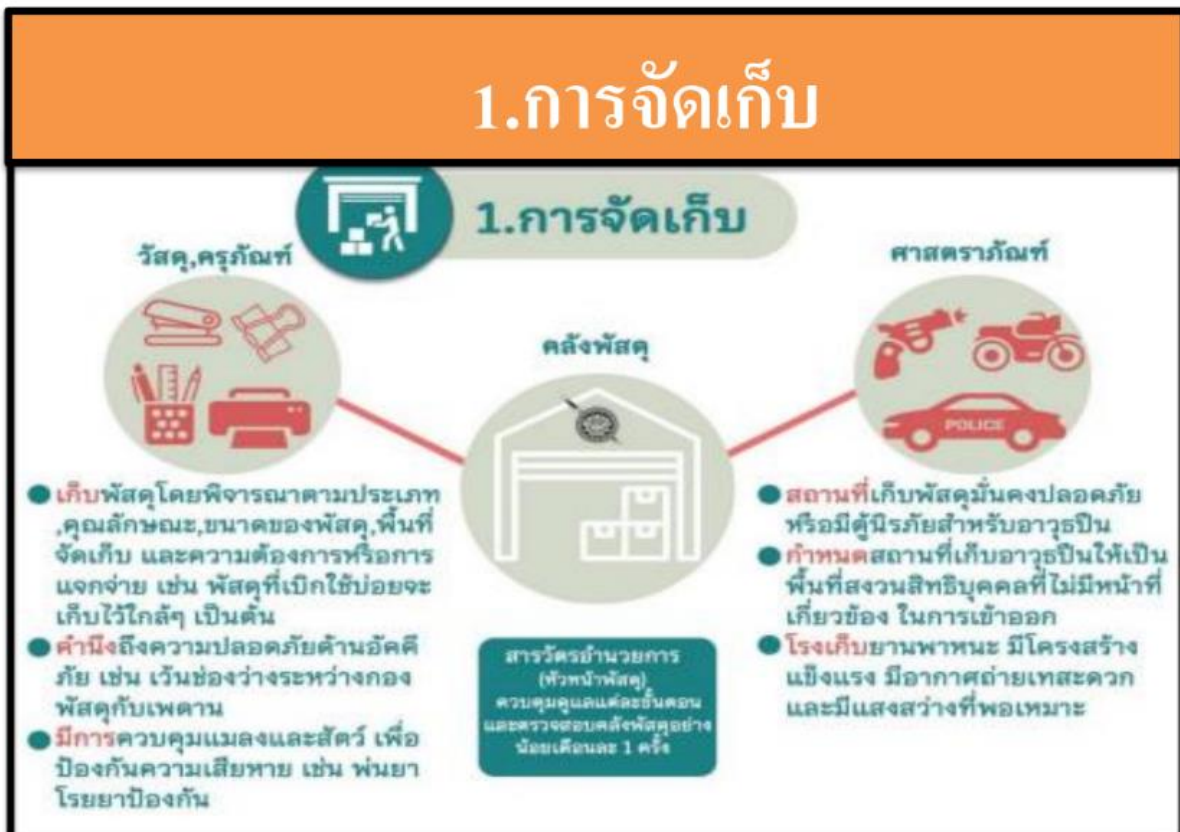 1.การจัดเก็บ
1.การจัดเก็บ
วัสดุ,ครุภัณฑ์
เก็บพัสดุโดยพิจารณาตามประเภท
,คุณลักษณะ,ขนาดของพัสดุ,พื้นที่
จัดเก็บ และความต้องการหรือการ
แจกจ่าย เช่น พัสดุที่เบิกใช้บ่อยจะ
เก็บไว้ใกล้ๆ เป็นต้น
คำนึงถึงความปลอดภัยด้านอัคคี
ภัย เช่น เว้นช่องว่างระหว่างกอง
พัสดุกับเพดาน
มีการควบคุมแมลงและสัตว์ เพื่อ
ป้องกันความเสียหาย เช่น พ่นยา
โรยยาป้องกัน
คลังพัสดุ
สารวัตรอำนวยการ
(หัวหน้าพัสดุ)
ควบคุมดูแลแต่ละขั้นตอน
และตรวจสอบคลังพัสดุอย่าง
น้อยเดือนละ 1 ครั้ง
ศาสตราภัณฑ์
POLICE
สถานที่เก็บพัสดุมั่นคงปลอดภัย
หรือมีตู้นิรภัยสำหรับอาวุธปืน
กำหนดสถานที่เก็บอาวุธปืนให้เป็น
พื้นที่สงวนสิทธิบุคคลที่ไม่มีหน้าที่
เกี่ยวข้อง ในการเข้าออก
โรงเก็บยานพาหนะ มีโครงสร้าง
แข็งแรง มีอากาศถ่ายเทสะดวก
และมีแสงสว่างที่พอเหมาะ